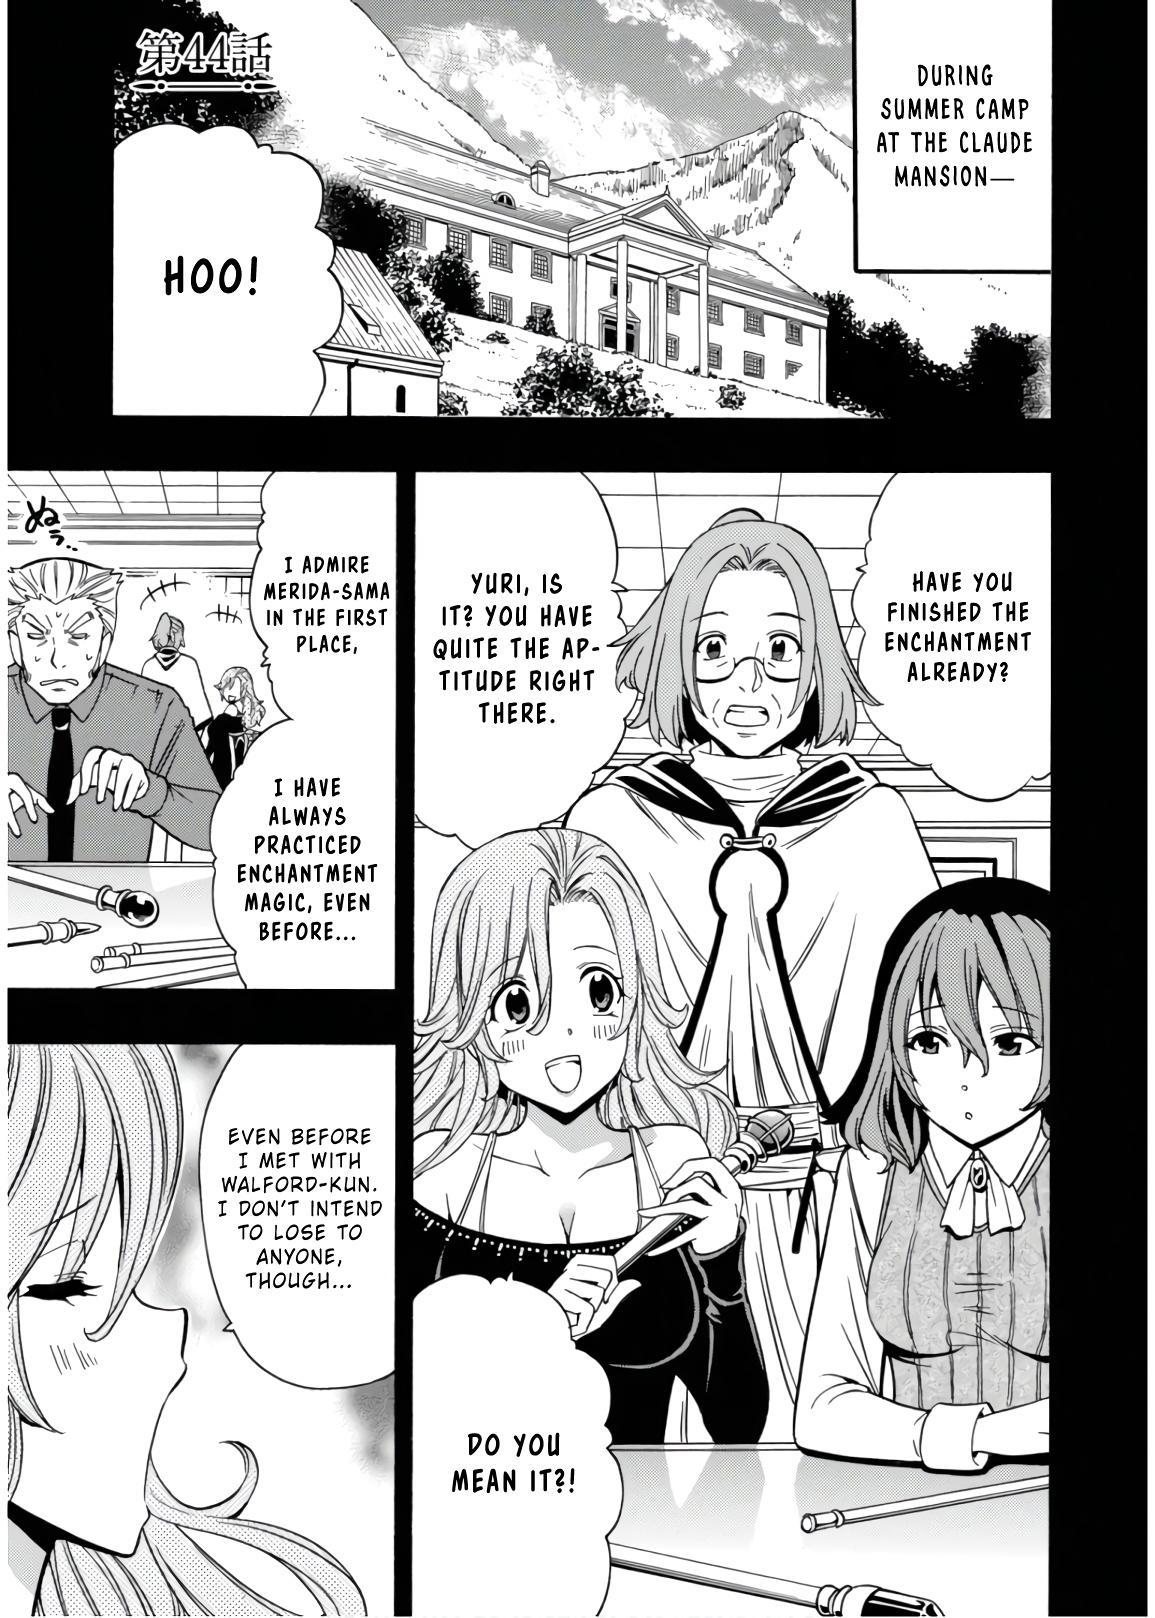 第44話
DURING
SUMMER CAMP
AT THE CLAUDE
MANSION—
HOO!
HAVE YOU
FINISHED THE
ENCHANTMENT
ALREADY?
YURI, IS
IT? YOU HAVE
QUITE THE AP-
TITUDE RIGHT
THERE.
DO YOU
MEAN IT?!
I ADMIRE
MERIDA-SAMA
IN THE FIRST
PLACE,
ぬぅ…
I HAVE
ALWAYS
PRACTICED
ENCHANTMENT
MAGIC, EVEN
BEFORE...
EVEN BEFORE
I MET WITH
WALFORD-KUN.
I DON'T INTEND
TO LOSE TO
ANYONE,
THOUGH...